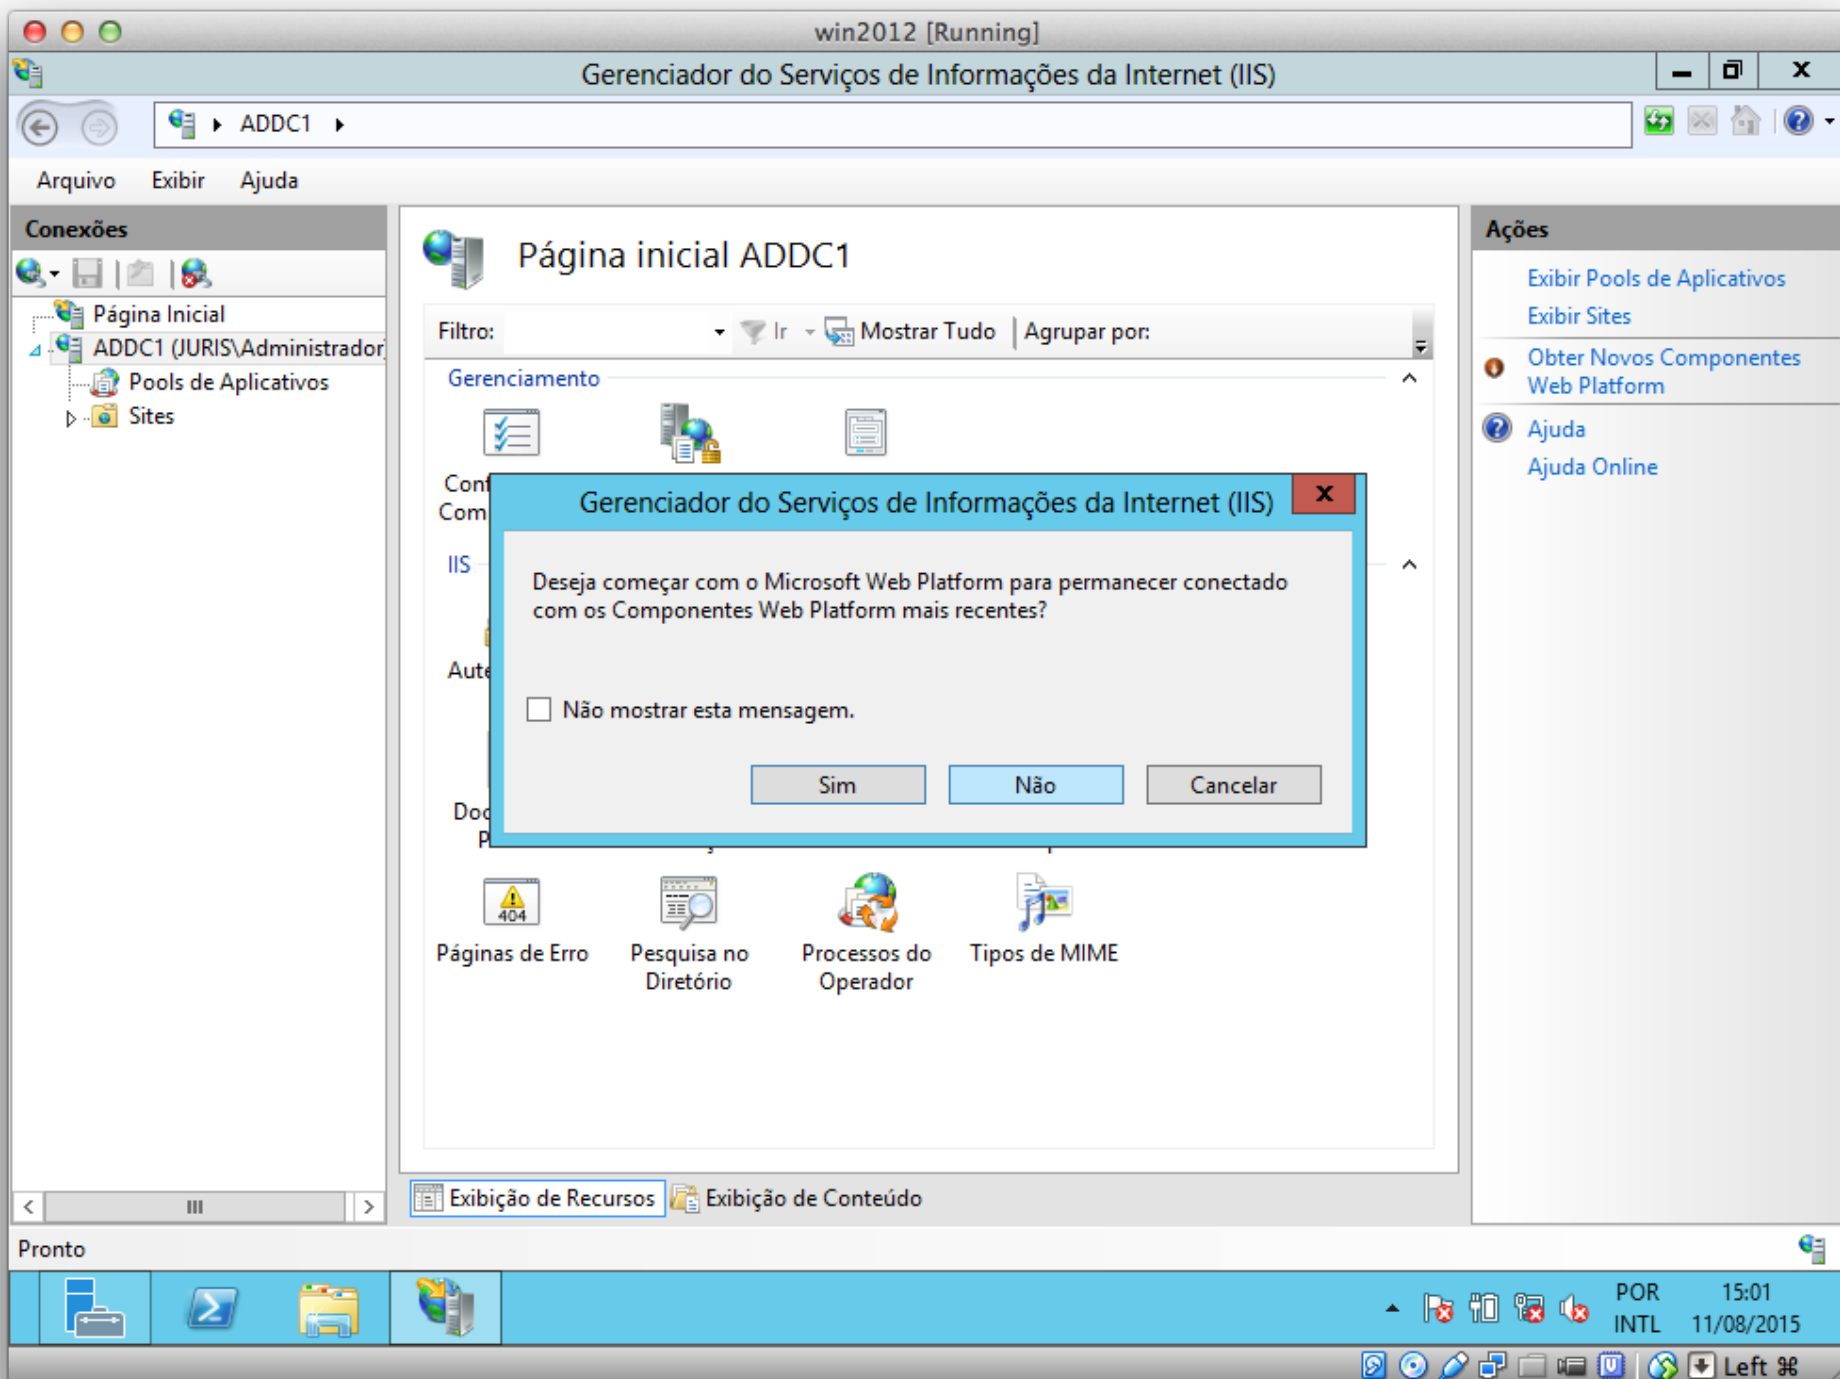 win2012 [Running]
Gerenciador do Serviços de Informações da Internet (IIS)
ADDC1
Arquivo Exibir Ajuda
Conexões
Página Inicial
ADDC1 (JURIS\Administrador
Pools de Aplicativos
Sites
Página inicial ADDC1
Filtro: Ir Mostrar Tudo Agrupar por:
Gerenciamento
Conf
Com
IIS
Aute
Doc
P
Gerenciador do Serviços de Informações da Internet (IIS)
Deseja começar com o Microsoft Web Platform para permanecer conectado
com os Componentes Web Platform mais recentes?
Não mostrar esta mensagem.
Sim Não Cancelar
404
Páginas de Erro
Pesquisa no
Diretório
Processos do
Operador
Tipos de MIME
Exibição de Recursos Exibição de Conteúdo
Ações
Exibir Pools de Aplicativos
Exibir Sites
Obter Novos Componentes
Web Platform
Ajuda
Ajuda Online
Pronto
POR
INTL
15:01
11/08/2015
Left ⌘